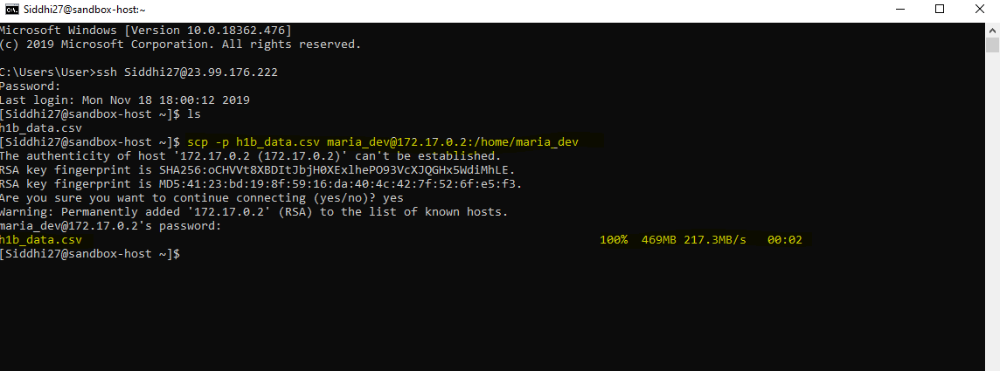 Siddhi27@sandbox-host:~
Microsoft Windows [Version 10.0.18362.476]
(c) 2019 Microsoft Corporation. All rights reserved.
C:\Users\User>ssh Siddhi27@23.99.176.222
Password:
Last login: Mon Nov 18 18:00:12 2019
[Siddhi27@sandbox-host ~]$ ls
h1b_data.csv
[Siddhi27@sandbox-host ~]$ scp -p h1b_data.csv maria_dev@172.17.0.2:/home/maria_dev
The authenticity of host '172.17.0.2 (172.17.0.2)' can't be established.
RSA key fingerprint is SHA256:oCHVVt8XBDItJbjH0XExlhePO93VcXJQGHx5WdiMhLE.
RSA key fingerprint is MD5:41:23:bd:19:8f:59:16:da:40:4c:42:7f:52:6f:e5:f3.
Are you sure you want to continue connecting (yes/no)? yes
Warning: Permanently added '172.17.0.2' (RSA) to the list of known hosts.
maria_dev@172.17.0.2's password:
h1b_data.csv 100% 469MB 217.3MB/s 00:02
[Siddhi27@sandbox-host ~]$